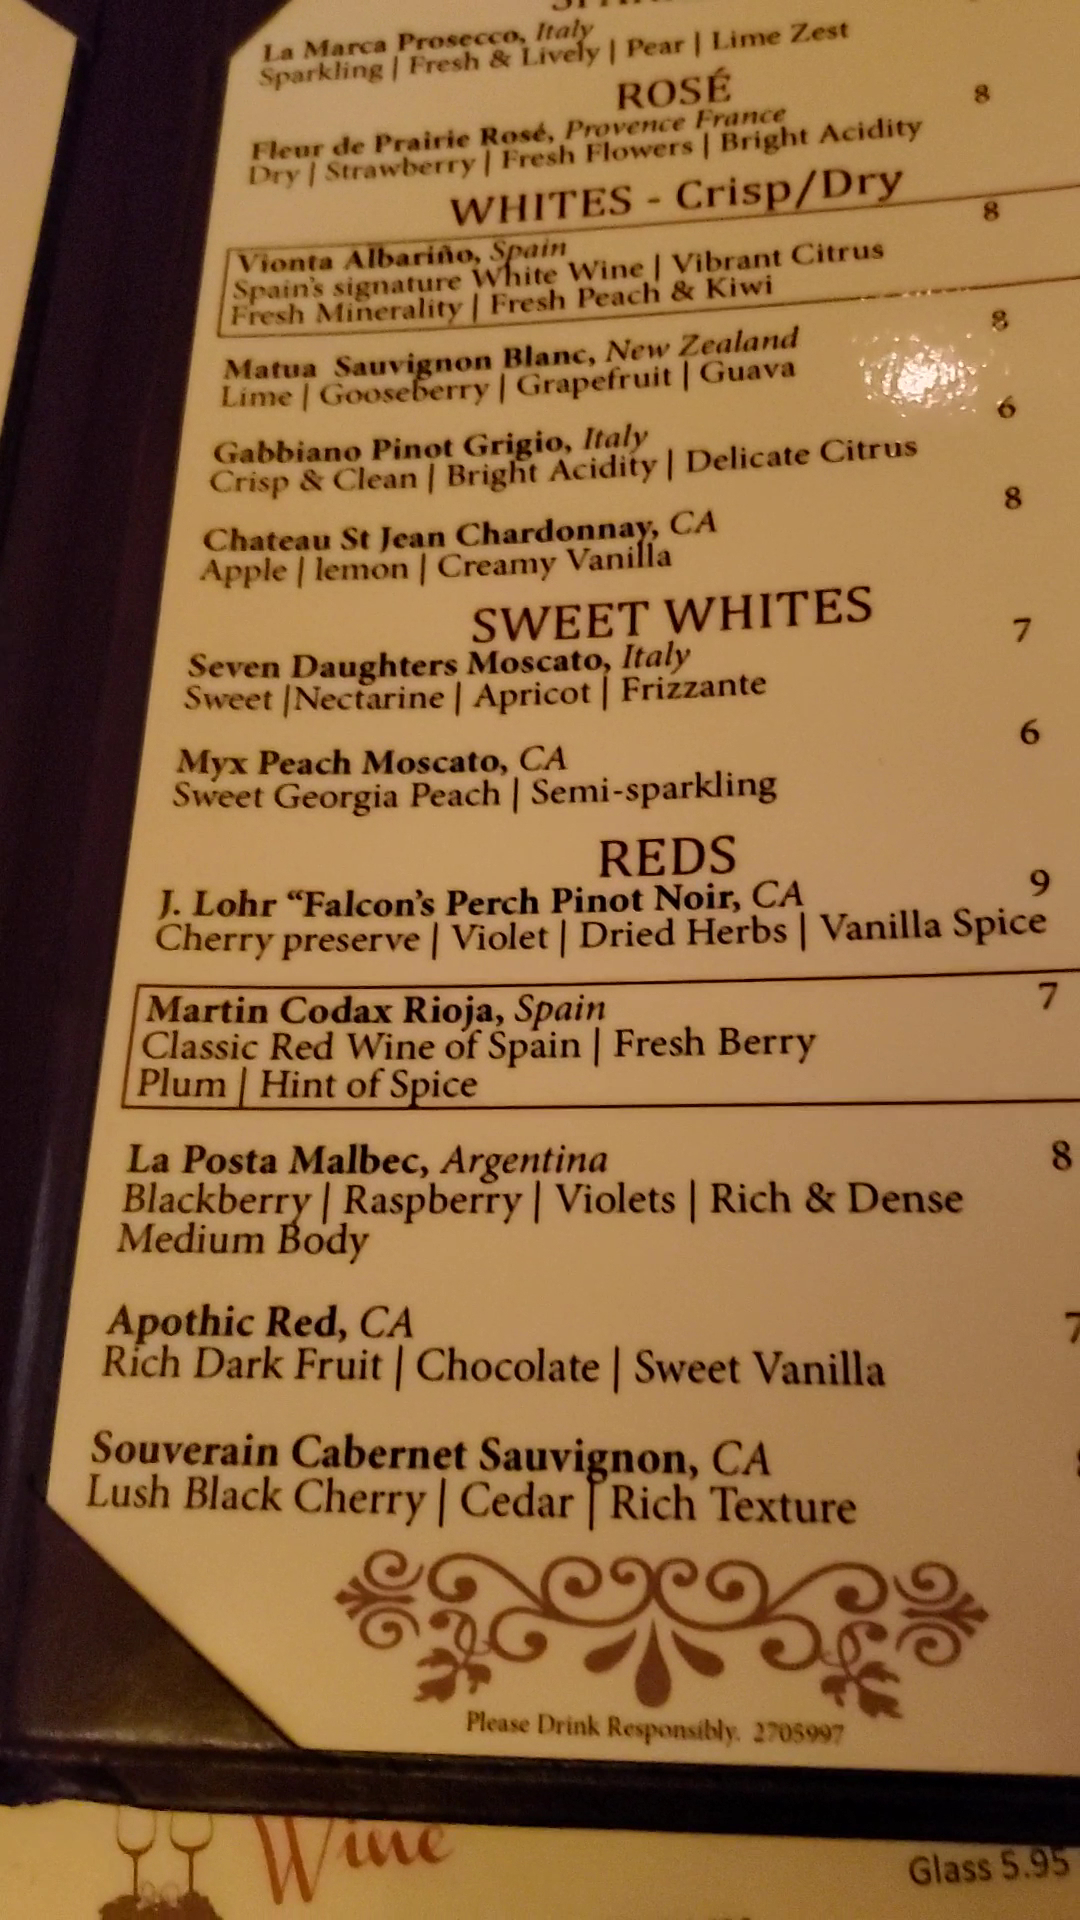 La Marca Prosecco, Italy
Sparkling | Fresh & Lively | Pear | Lime Zest
ROSÉ
8
Fleur de Prairie Rosé, Provence France
Dry | Strawberry | Fresh Flowers | Bright Acidity
WHITES - Crisp/Dry
8
Vionta Albariño, Spain
Spain's signature White Wine | Vibrant Citrus
Fresh Minerality | Fresh Peach & Kiwi
8
Matua Sauvignon Blanc, New Zealand
Lime | Gooseberry | Grapefruit | Guava
6
Gabbiano Pinot Grigio, Italy
Crisp & Clean | Bright Acidity | Delicate Citrus
8
Chateau St Jean Chardonnay, CA
Apple | lemon | Creamy Vanilla
SWEET WHITES
7
Seven Daughters Moscato, Italy
Sweet |Nectarine | Apricot | Frizzante
6
Myx Peach Moscato, CA
Sweet Georgia Peach | Semi-sparkling
REDS
J. Lohr “Falcon’s Perch Pinot Noir, CA 9
Cherry preserve | Violet | Dried Herbs | Vanilla Spice
Martin Codax Rioja, Spain 7
Classic Red Wine of Spain | Fresh Berry
Plum | Hint of Spice
La Posta Malbec, Argentina 8
Blackberry | Raspberry | Violets | Rich & Dense
Medium Body
Apothic Red, CA 7
Rich Dark Fruit | Chocolate | Sweet Vanilla
Souverain Cabernet Sauvignon, CA
Lush Black Cherry | Cedar | Rich Texture
Please Drink Responsibly. 2705997
Wine
Glass 5.95